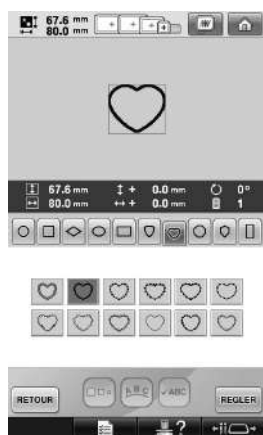 67.6 mm
80.0 mm
67.6 mm + 0.0 mm 0°
80.0 mm + 0.0 mm 1
RETOUR ABC ABC REGLER
?